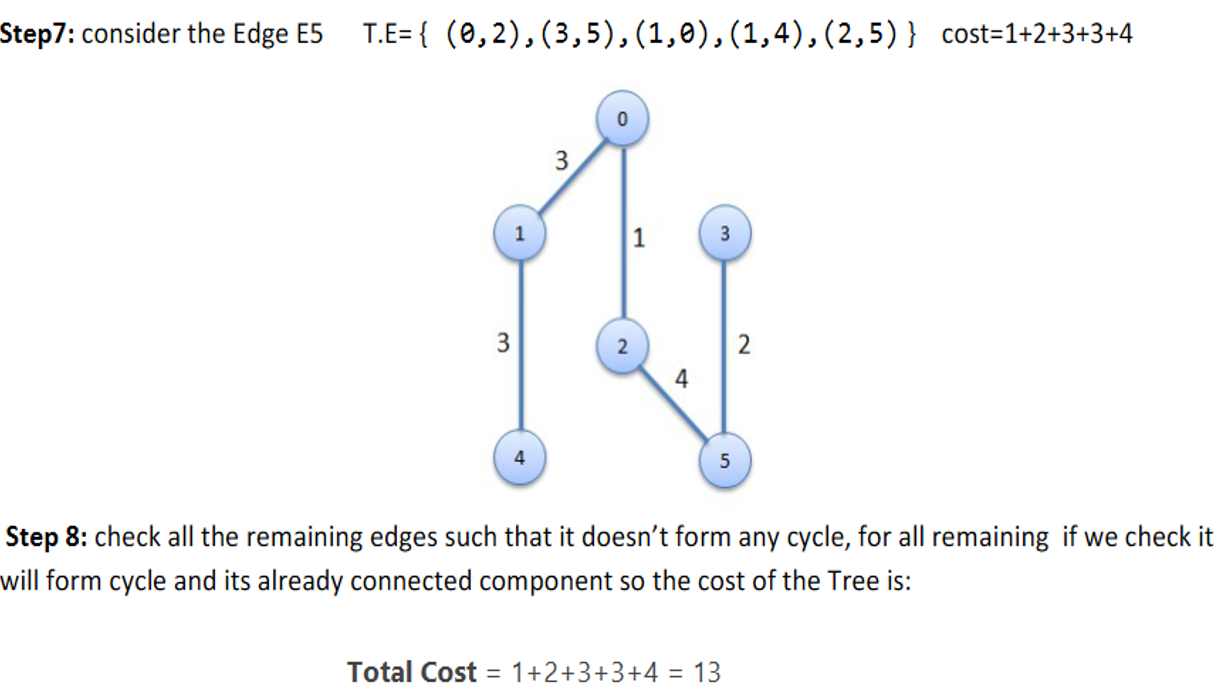 Step7: consider the Edge E5 T.E= { (0,2),(3,5),(1,0),(1,4),(2,5) } cost=1+2+3+3+4
0
3
1
1
3
3
2
2
4
4
5
Step 8: check all the remaining edges such that it doesn’t form any cycle, for all remaining if we check it
will form cycle and its already connected component so the cost of the Tree is:
Total Cost = 1+2+3+3+4 = 13